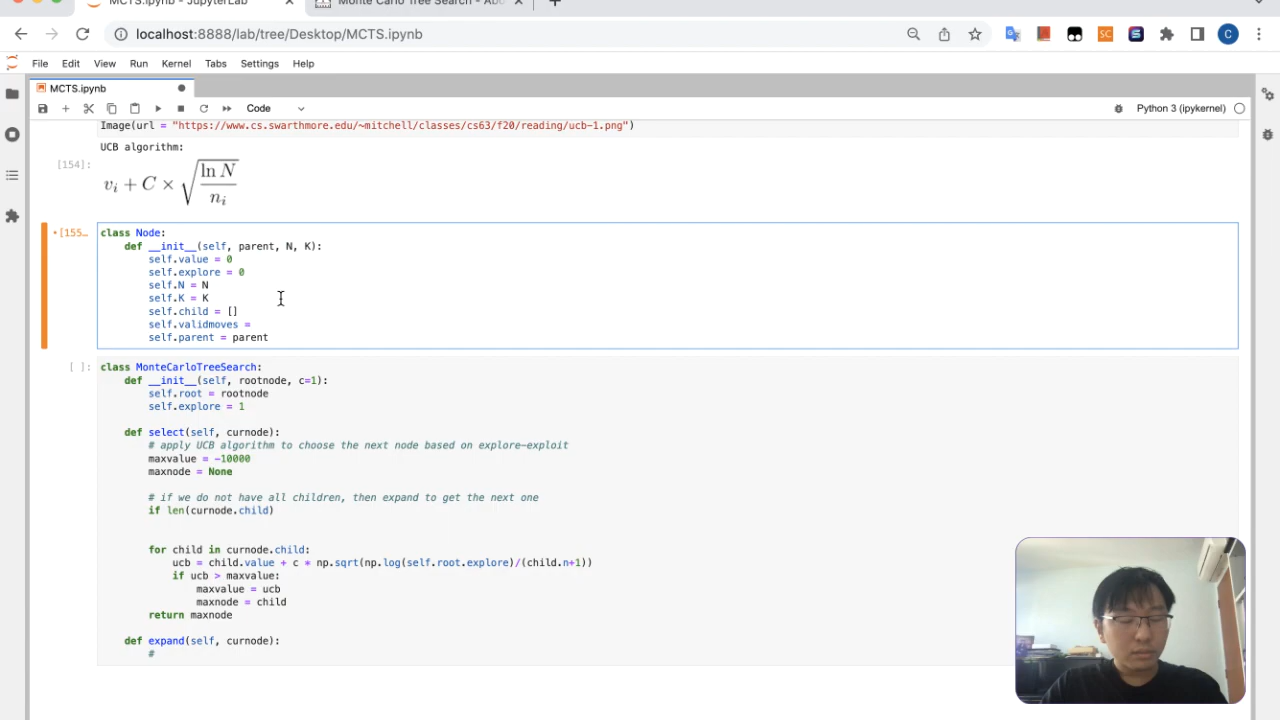 MCTS.ipynb - JupyterLab
Monte Carlo Tree Search - Abo
localhost:8888/lab/tree/Desktop/MCTS.ipynb
SC
C
File Edit View Run Kernel Tabs Settings Help
MCTS.ipynb
Code
Python 3 (ipykernel)
Image(url = "https://www.cs.swarthmore.edu/~mitchell/classes/cs63/f20/reading/ucb-1.png")
UCB algorithm:
[154]:
v_i + C × √(ln N / n_i)
[155…
class Node:
def __init__(self, parent, N, K):
self.value = 0
self.explore = 0
self.N = N
self.K = K
self.child = []
self.validmoves =
self.parent = parent
[ ]:
class MonteCarloTreeSearch:
def __init__(self, rootnode, c=1):
self.root = rootnode
self.explore = 1
def select(self, curnode):
# apply UCB algorithm to choose the next node based on explore-exploit
maxvalue = -10000
maxnode = None
# if we do not have all children, then expand to get the next one
if len(curnode.child)
for child in curnode.child:
ucb = child.value + c * np.sqrt(np.log(self.root.explore)/(child.n+1))
if ucb > maxvalue:
maxvalue = ucb
maxnode = child
return maxnode
def expand(self, curnode):
#